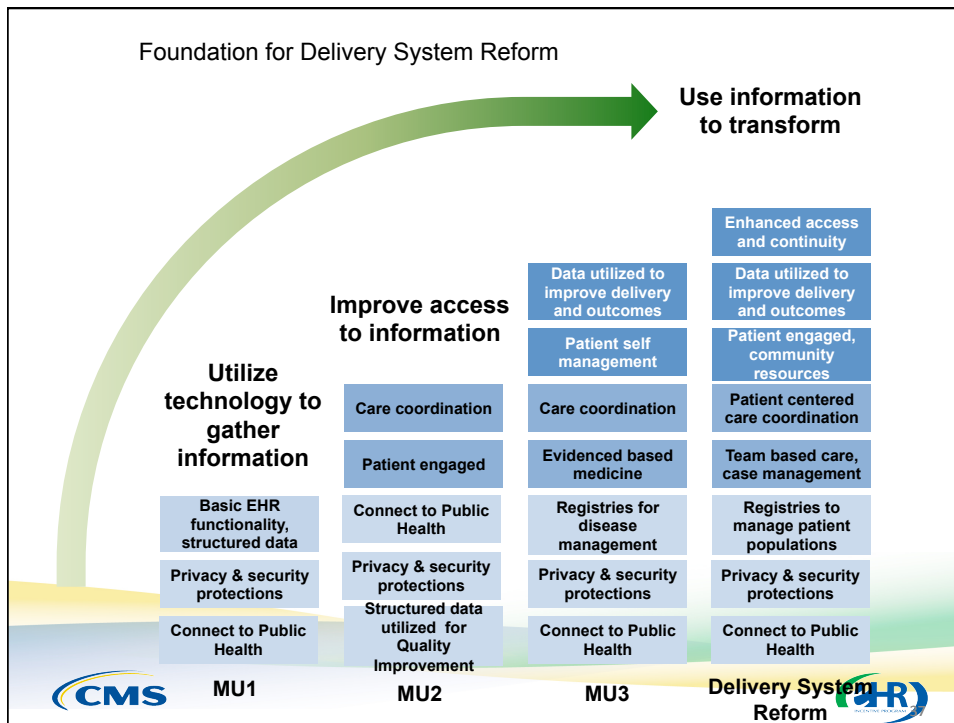 Foundation for Delivery System Reform
Use information
to transform
Improve access
to information
Utilize
technology to
gather
information
Basic EHR
functionality,
structured data
Privacy & security
protections
Connect to Public
Health
MU1
Care coordination
Patient engaged
Connect to Public
Health
Privacy & security
protections
Structured data
utilized for
Quality
Improvement
MU2
Data utilized to
improve delivery
and outcomes
Patient self
management
Care coordination
Evidenced based
medicine
Registries for
disease
management
Privacy & security
protections
Connect to Public
Health
MU3
Enhanced access
and continuity
Data utilized to
improve delivery
and outcomes
Patient engaged,
community
resources
Patient centered
care coordination
Team based care,
case management
Registries to
manage patient
populations
Privacy & security
protections
Connect to Public
Health
Delivery System
Reform
CMS
EHR
INCENTIVE PROGRAM
37